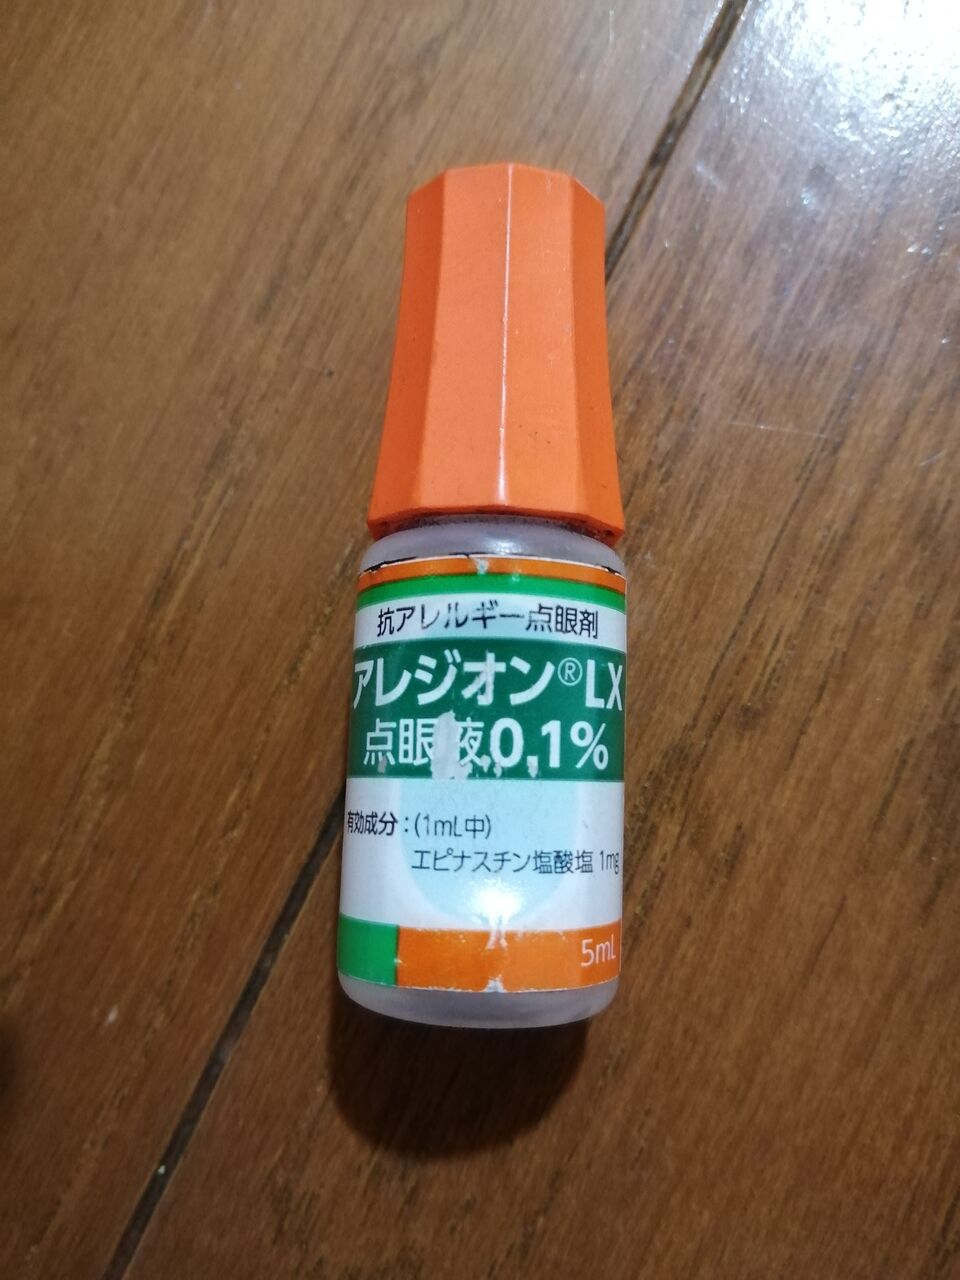 抗アレルギー点眼剤
アレジオン®LX
点眼液0.1%
有効成分：(1mL中)
エピナスチン塩酸塩 1mg
5mL